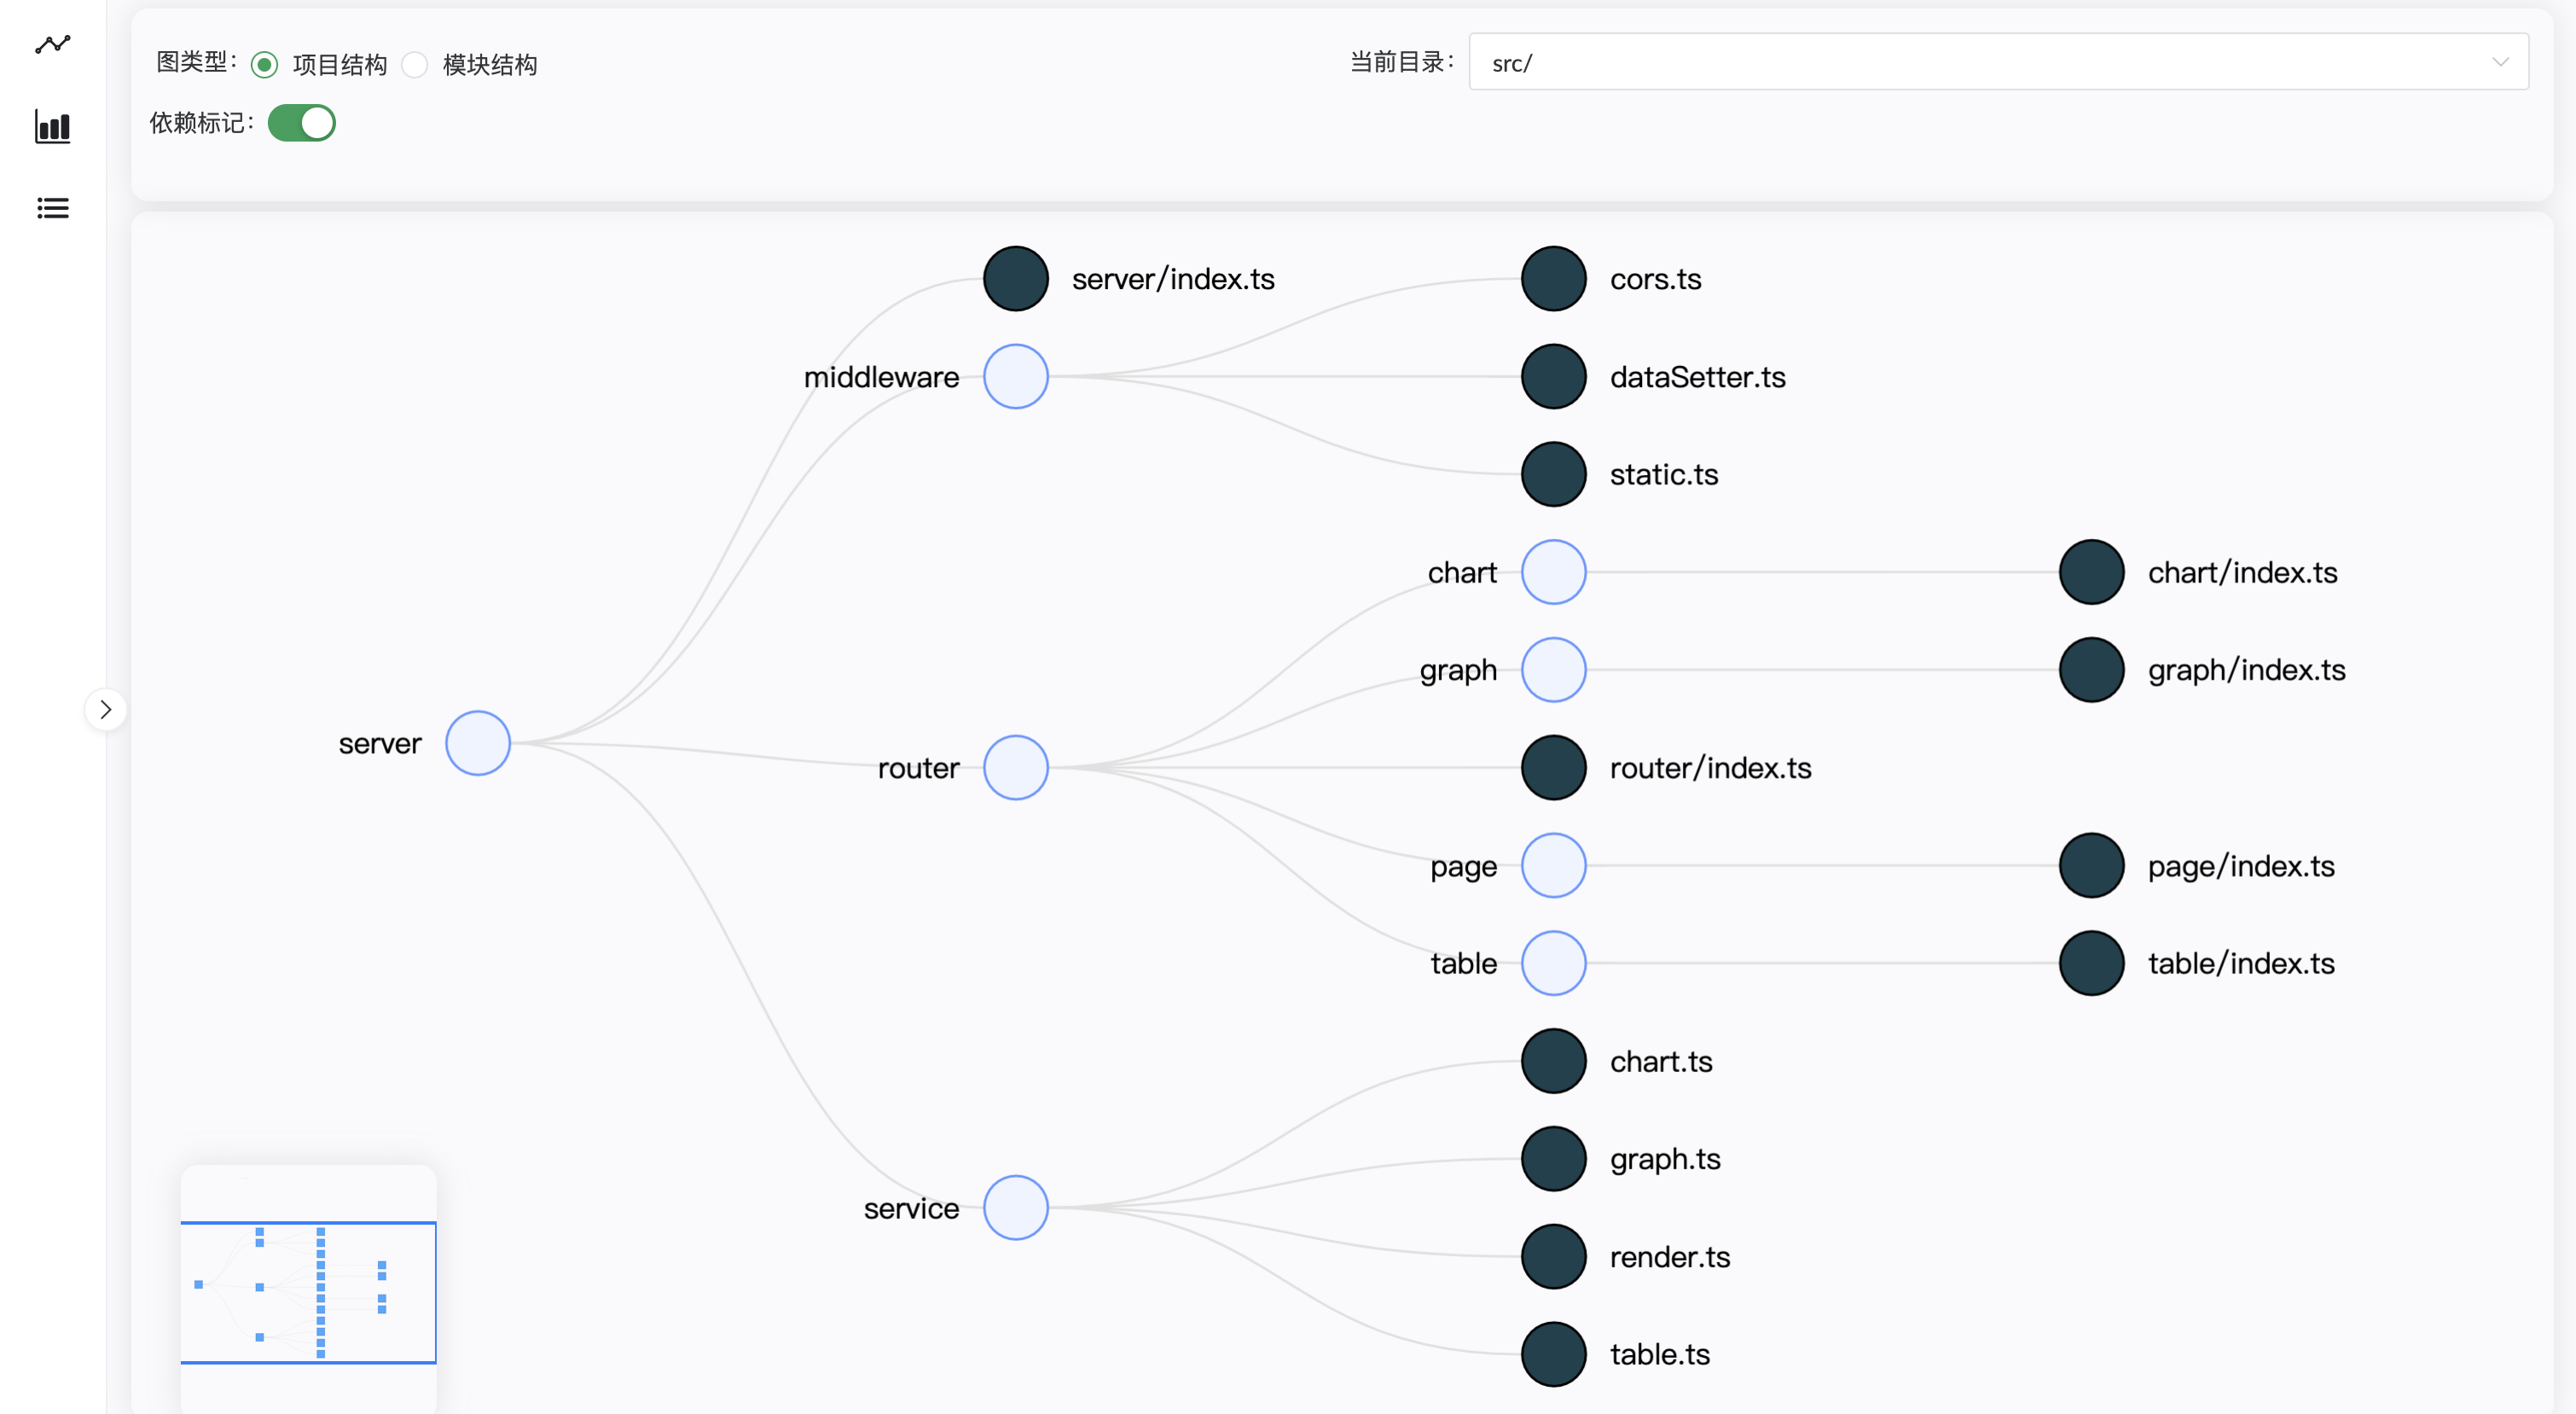 图类型： 项目结构 模块结构
当前目录： src/
依赖标记：
server/index.ts
cors.ts
middleware
dataSetter.ts
static.ts
chart
chart/index.ts
graph
graph/index.ts
server
router
router/index.ts
page
page/index.ts
table
table/index.ts
chart.ts
graph.ts
service
render.ts
table.ts